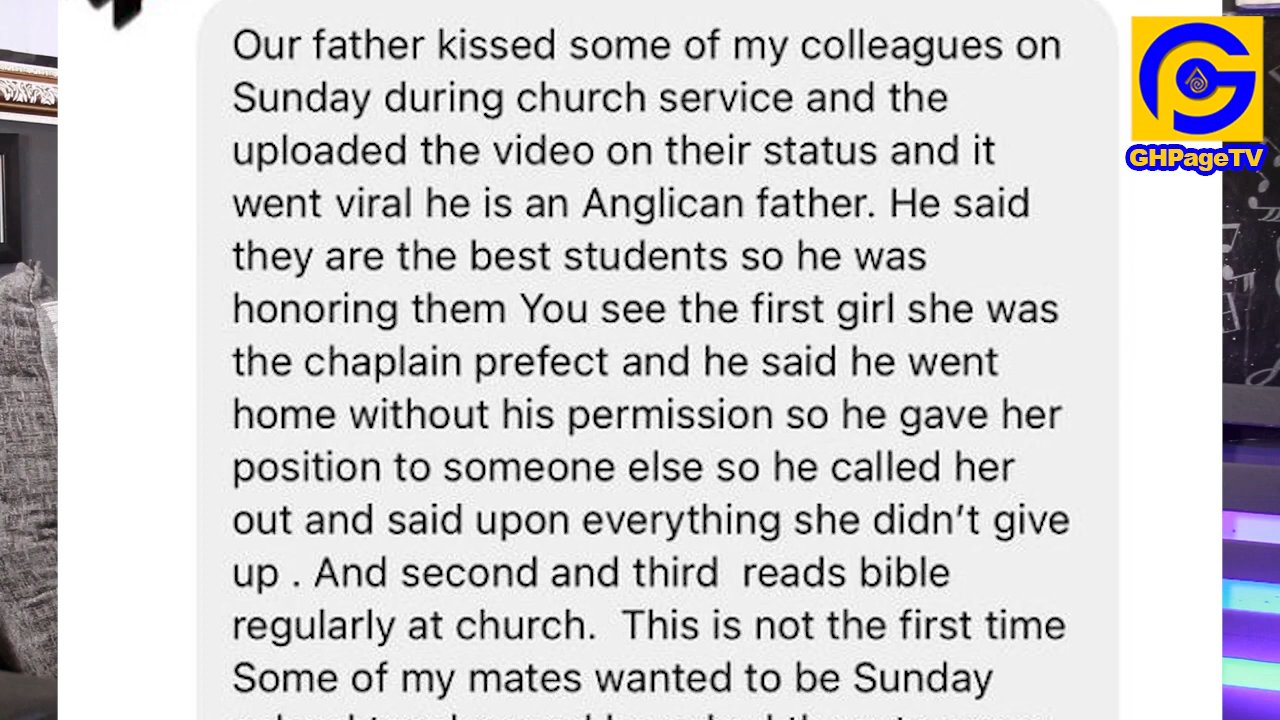 Our father kissed some of my colleagues on
Sunday during church service and the
uploaded the video on their status and it
went viral he is an Anglican father. He said
they are the best students so he was
honoring them You see the first girl she was
the chaplain prefect and he said he went
home without his permission so he gave her
position to someone else so he called her
out and said upon everything she didn’t give
up . And second and third  reads bible
regularly at church.  This is not the first time
Some of my mates wanted to be Sunday
GHPageTV